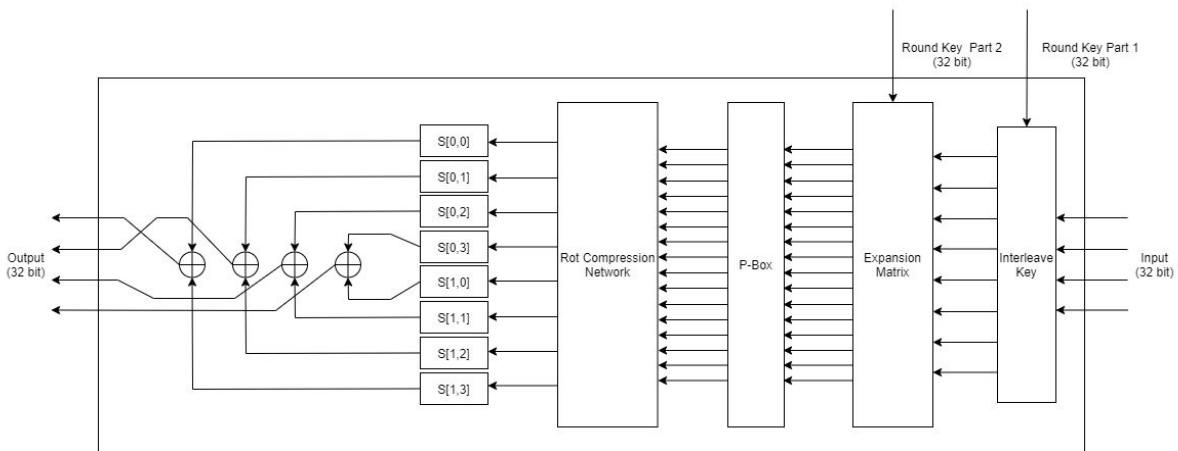 Round Key Part 2
(32 bit)
Round Key Part 1
(32 bit)
S[0,0]
S[0,1]
S[0,2]
S[0,3]
S[1,0]
S[1,1]
S[1,2]
S[1,3]
Output
(32 bit)
Rot Compression
Network
P-Box
Expansion
Matrix
Interleave
Key
Input
(32 bit)